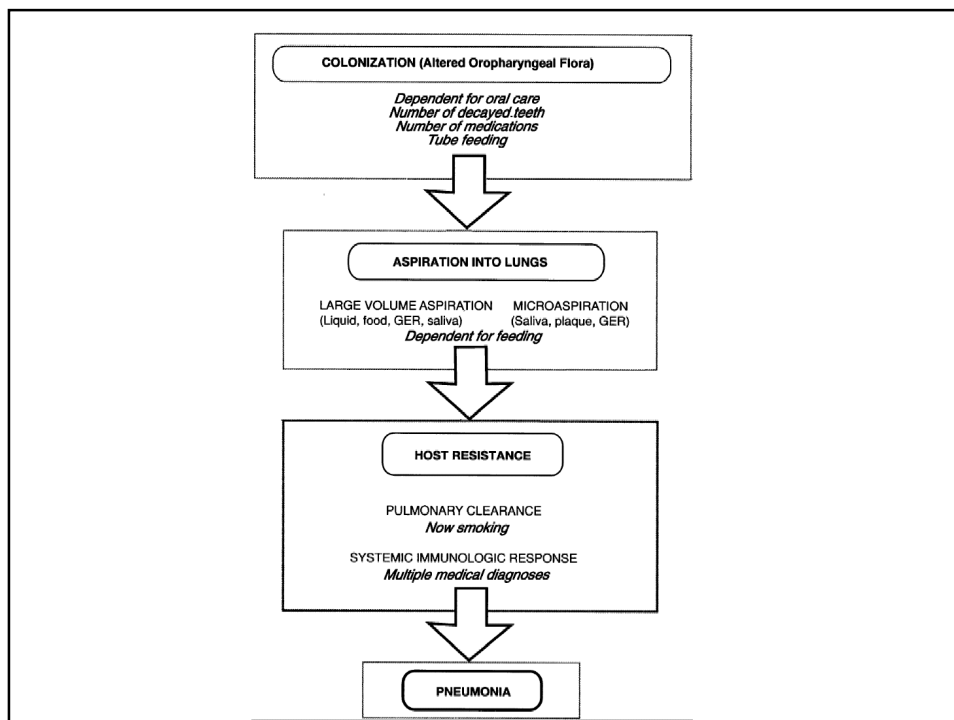 COLONIZATION (Altered Oropharyngeal Flora)
Dependent for oral care
Number of decayed.teeth
Number of medications
Tube feeding
ASPIRATION INTO LUNGS
LARGE VOLUME ASPIRATION
(Liquid, food, GER, saliva)
MICROASPIRATION
(Saliva, plaque, GER)
Dependent for feeding
HOST RESISTANCE
PULMONARY CLEARANCE
Now smoking
SYSTEMIC IMMUNOLOGIC RESPONSE
Multiple medical diagnoses
PNEUMONIA